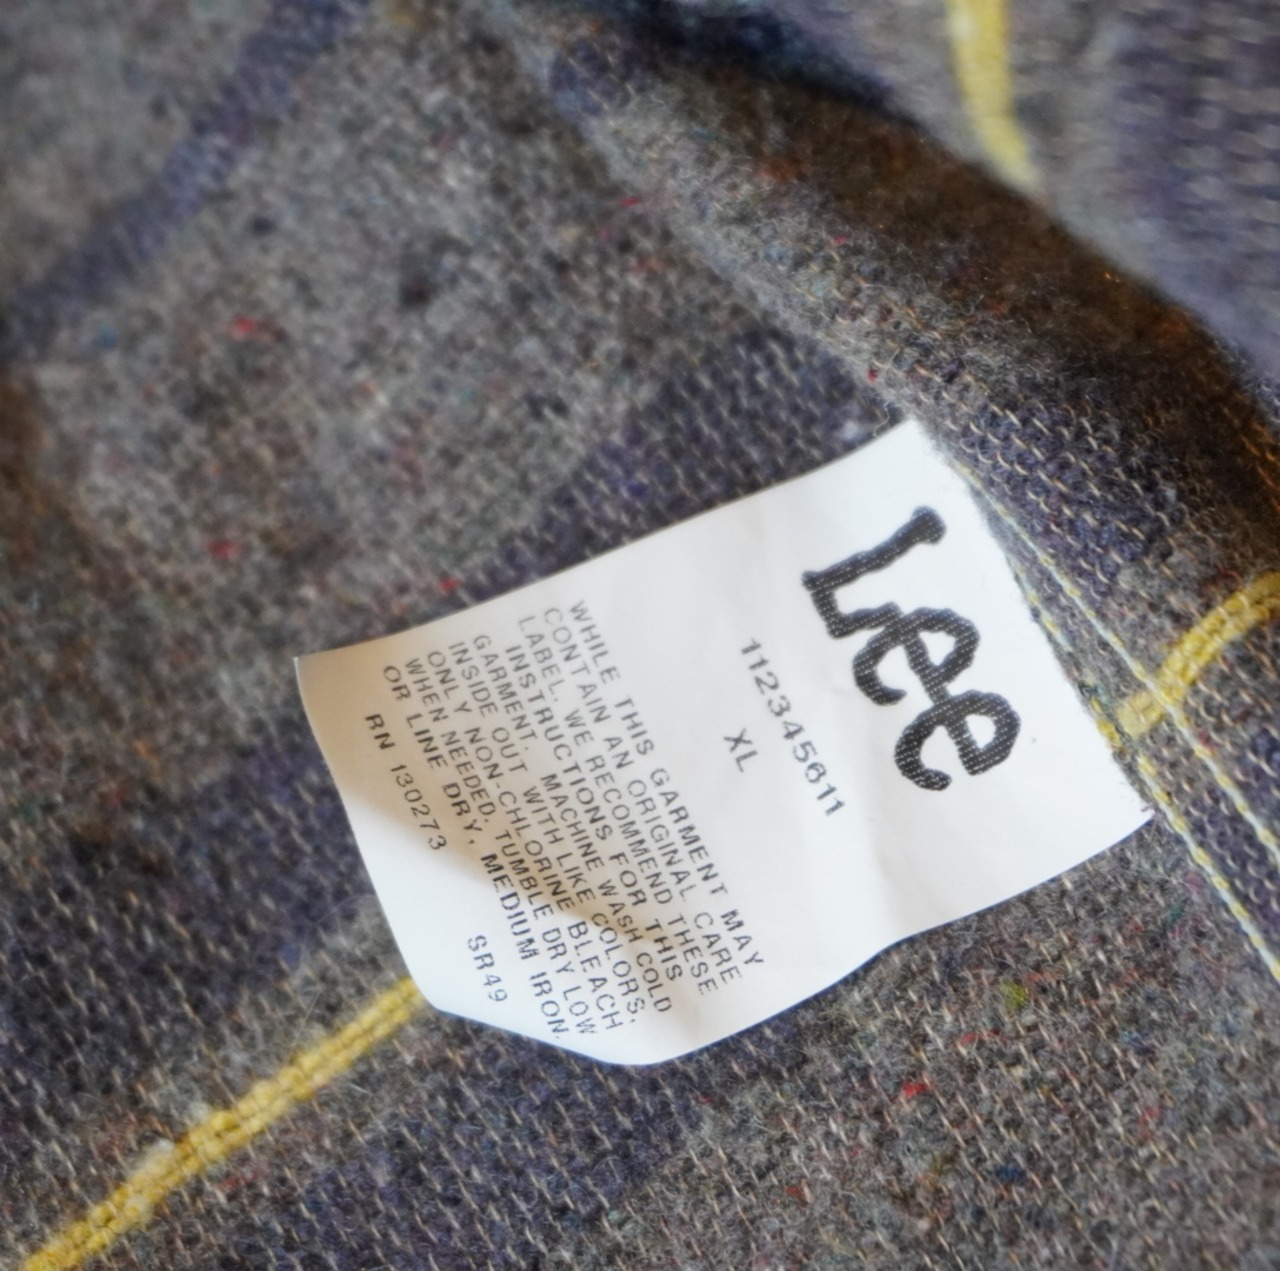 Lee
112345611
XL
WHILE THIS GARMENT MAY
CONTAIN AN ORIGINAL CARE
LABEL, WE RECOMMEND THESE
INSTRUCTIONS FOR THIS
GARMENT. MACHINE WASH COLD
INSIDE OUT WITH LIKE COLORS.
ONLY NON-CHLORINE BLEACH
WHEN NEEDED. TUMBLE DRY LOW
OR LINE DRY, MEDIUM IRON.
RN 130273 SR49